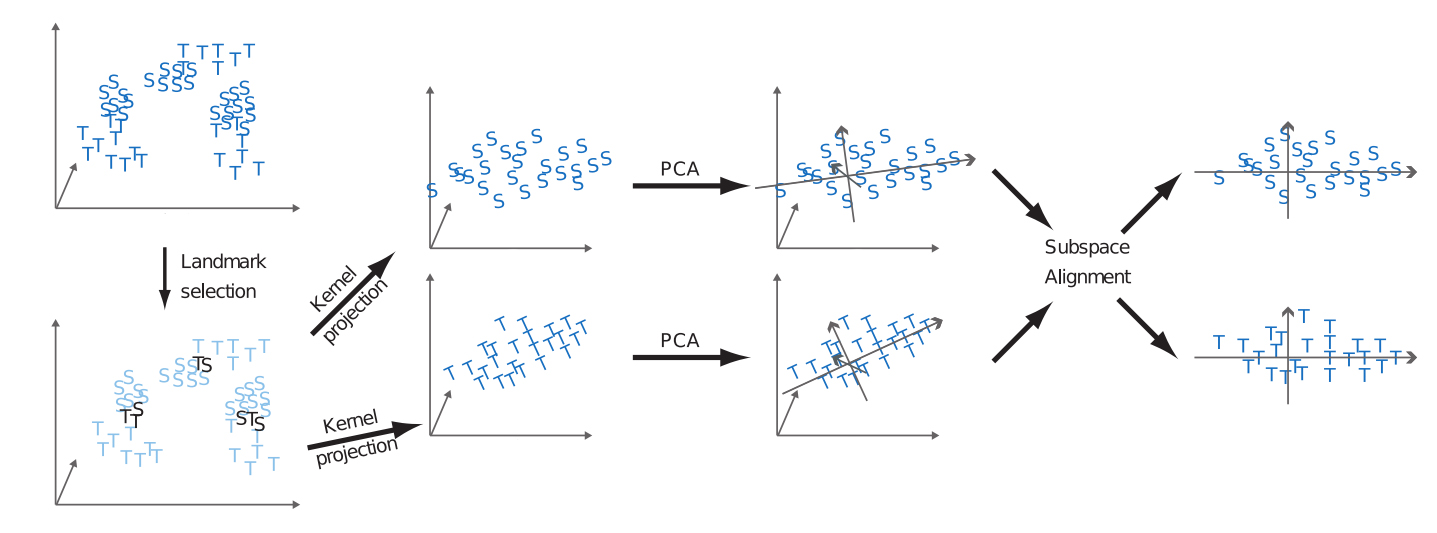 Landmark
selection
Kernel
projection
Kernel
projection
PCA
PCA
Subspace
Alignment